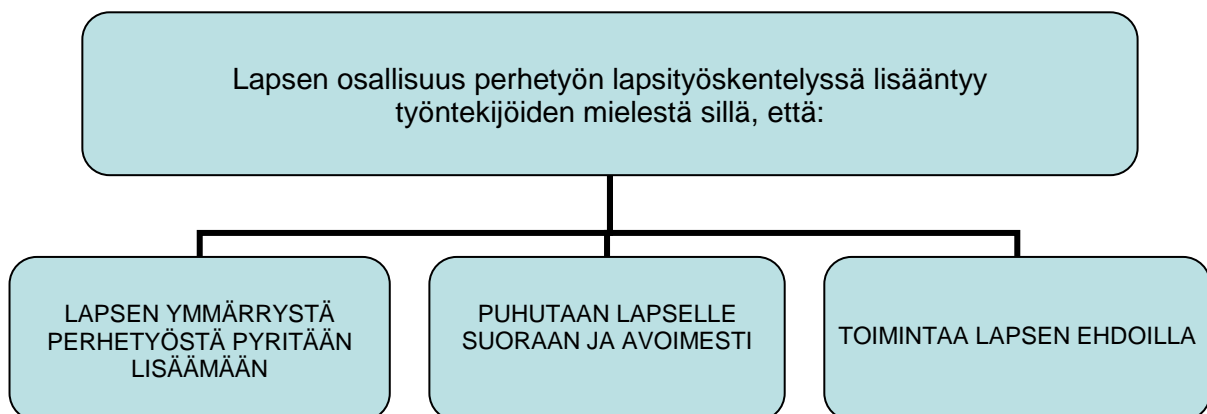 Lapsen osallisuus perhetyön lapsityöskentelyssä lisääntyy
työntekijöiden mielestä sillä, että:
LAPSEN YMMÄRRYSTÄ
PERHETYÖSTÄ PYRITÄÄN
LISÄÄMÄÄN
PUHUTAAN LAPSELLE
SUORAAN JA AVOIMESTI
TOIMINTAA LAPSEN EHDOILLA